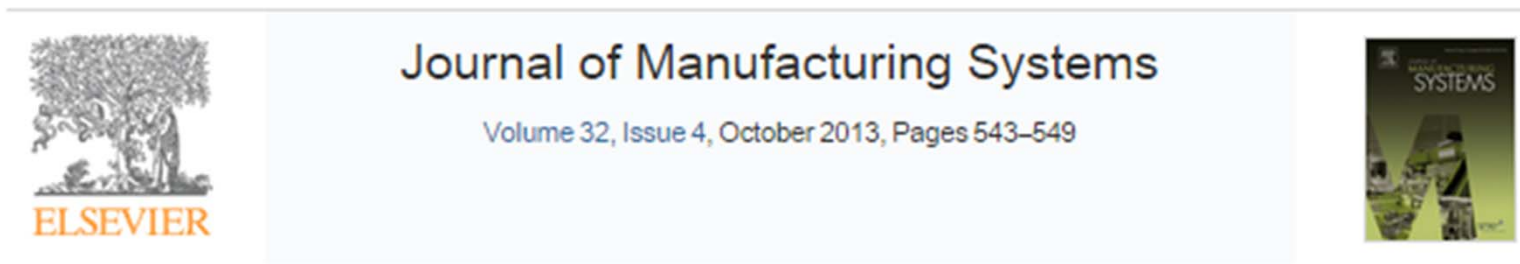 Journal of Manufacturing Systems
Volume 32, Issue 4, October 2013, Pages 543–549
ELSEVIER
MANUFACTURING
SYSTEMS